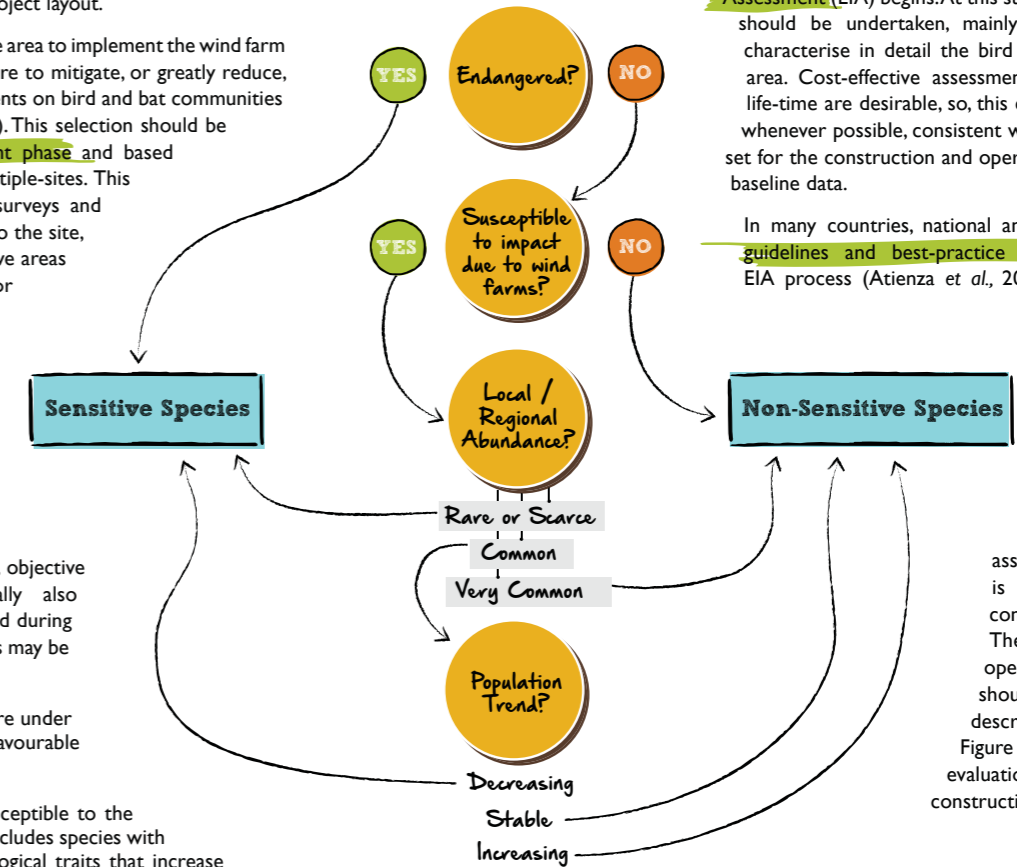 oject layout.
e area to implement the wind farm
re to mitigate, or greatly reduce,
nts on bird and bat communities
). This selection should be
nt phase and based
tiple-sites. This
surveys and
o the site,
ve areas
or
Assessment (EIA) begins. At this st
should be undertaken, mainly
characterise in detail the bird
area. Cost-effective assessmen
life-time are desirable, so, this
whenever possible, consistent w
set for the construction and oper
baseline data.
In many countries, national an
guidelines and best-practice
EIA process (Atienza et al., 20
YES
Endangered?
NO
YES
Susceptible
to impact
due to wind
farms?
NO
Sensitive Species
Local /
Regional
Abundance?
Non-Sensitive Species
Rare or Scarce
Common
Very Common
Population
Trend?
Decreasing
Stable
Increasing
objective
ally also
d during
s may be
re under
avourable
ceptible to the
cludes species with
ogical traits that increase
ass
is
con
The
ope
shou
descr
Figure
evaluatio
constructi